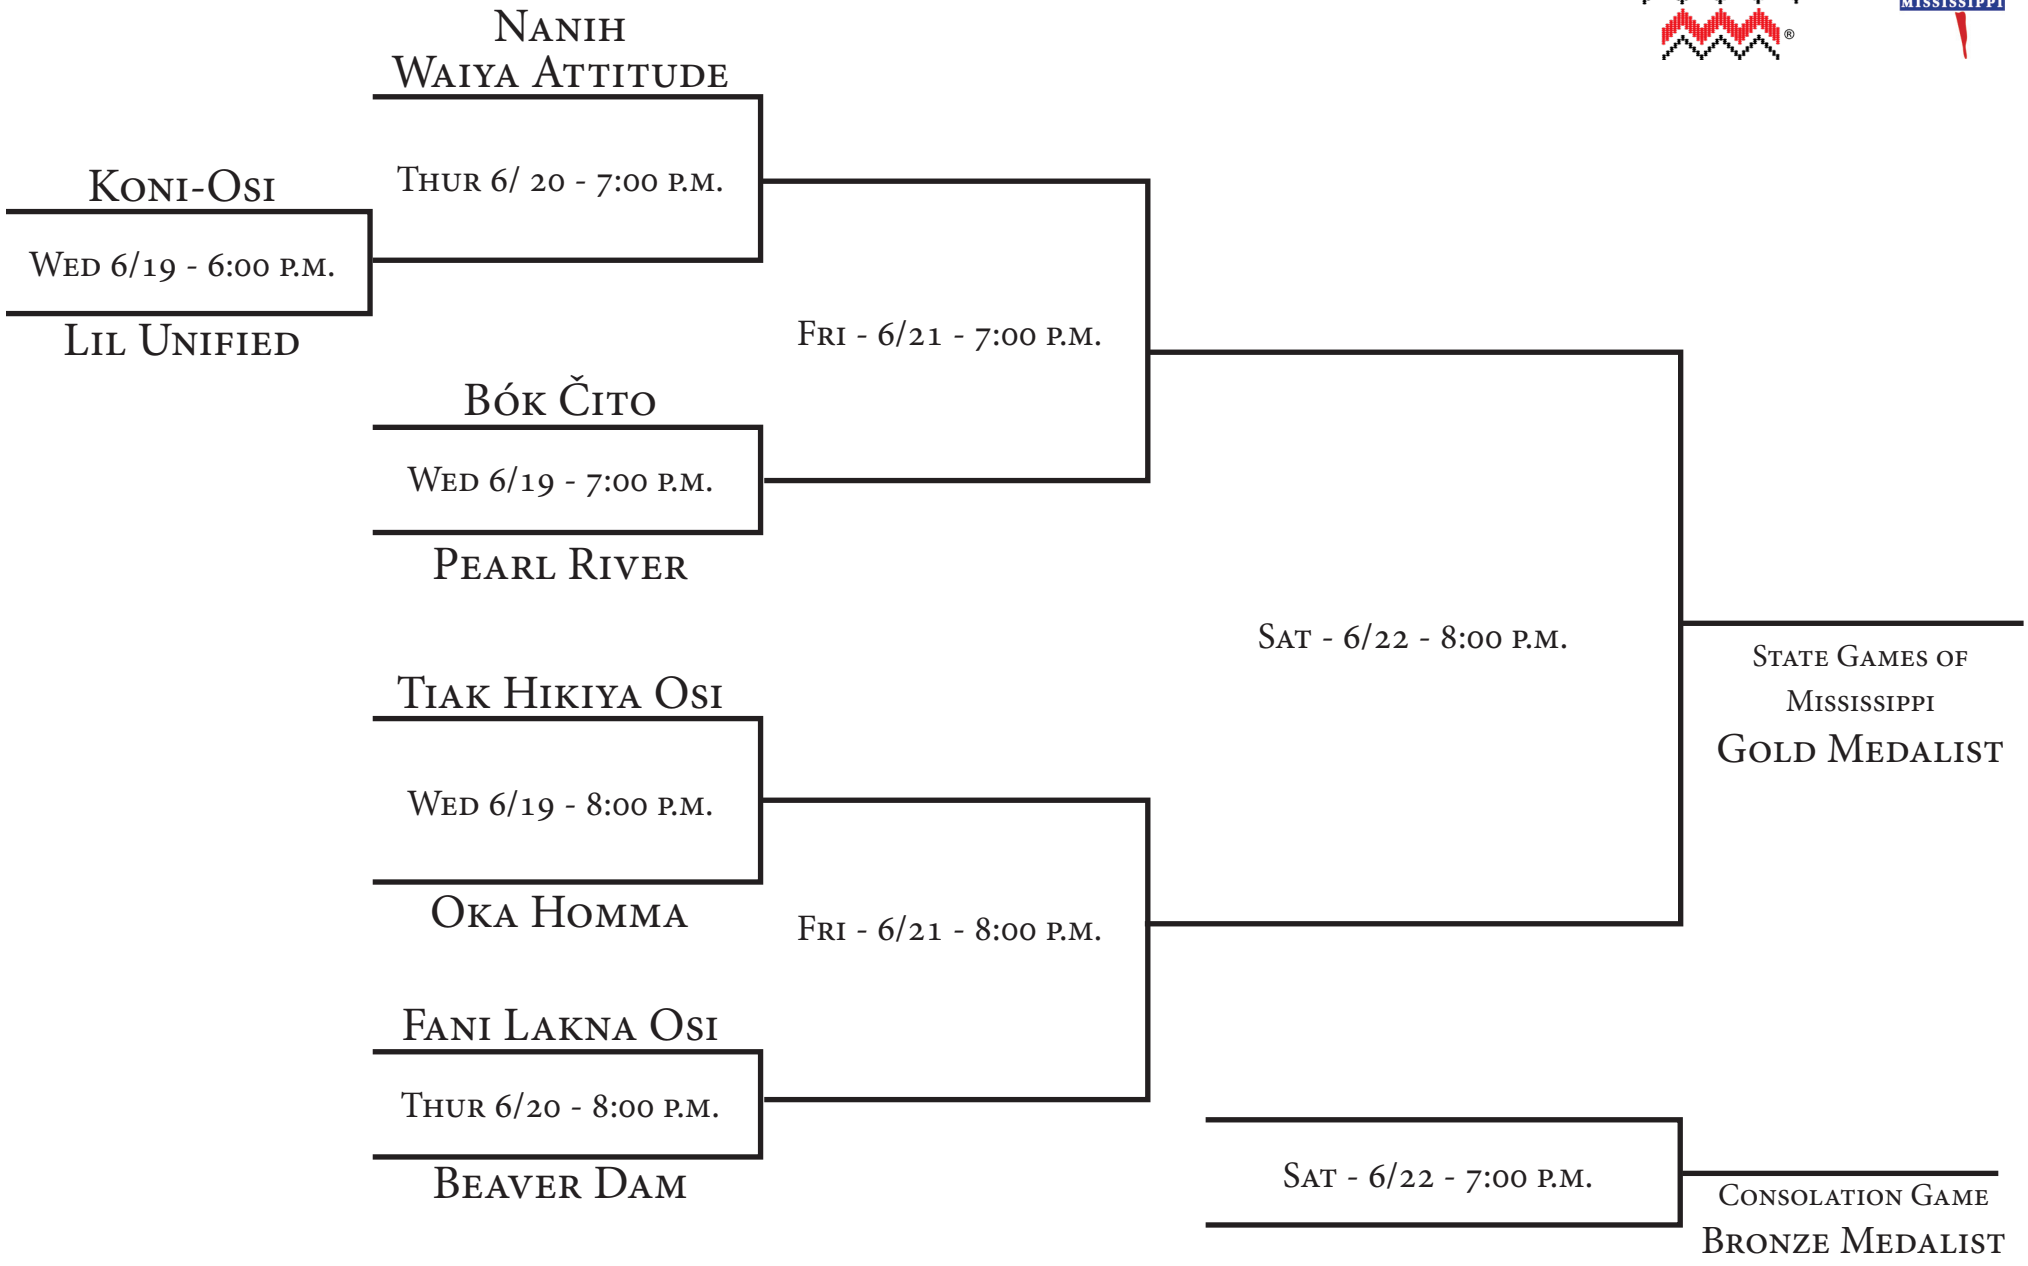 MISSISSIPPI
®
Nanih
Waiya Attitude
Thur 6/ 20 - 7:00 p.m.
Koni-Osi
Wed 6/19 - 6:00 p.m.
Lil Unified
Fri - 6/21 - 7:00 p.m.
Bók Čito
Wed 6/19 - 7:00 p.m.
Pearl River
Sat - 6/22 - 8:00 p.m.
State Games of
Mississippi
Gold Medalist
Tiak Hikiya Osi
Wed 6/19 - 8:00 p.m.
Oka Homma
Fri - 6/21 - 8:00 p.m.
Fani Lakna Osi
Thur 6/20 - 8:00 p.m.
Beaver Dam
Sat - 6/22 - 7:00 p.m.
Consolation Game
Bronze Medalist